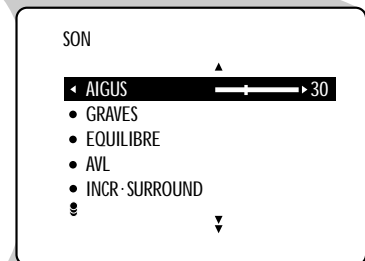 SON
AIGUS 30
GRAVES
EQUILIBRE
AVL
INCR·SURROUND